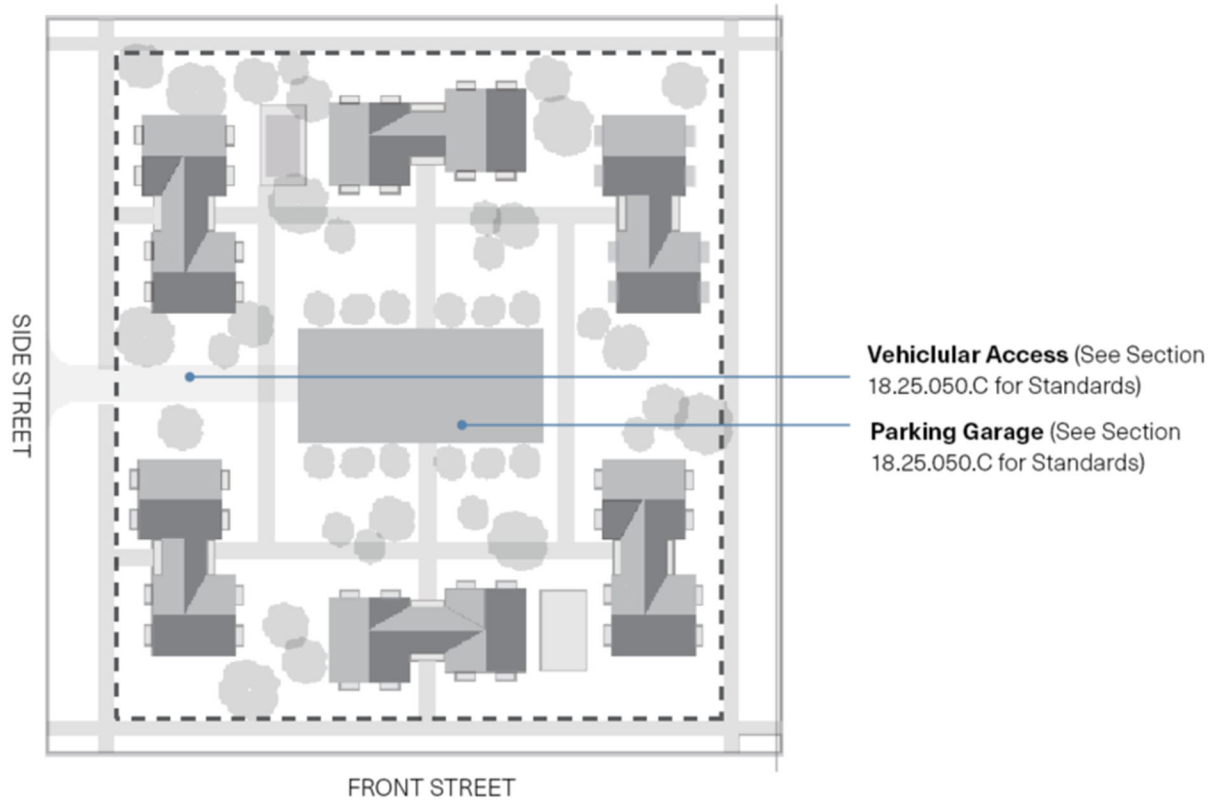 SIDE STREET
Vehiclular Access (See Section
18.25.050.C for Standards)
Parking Garage (See Section
18.25.050.C for Standards)
FRONT STREET